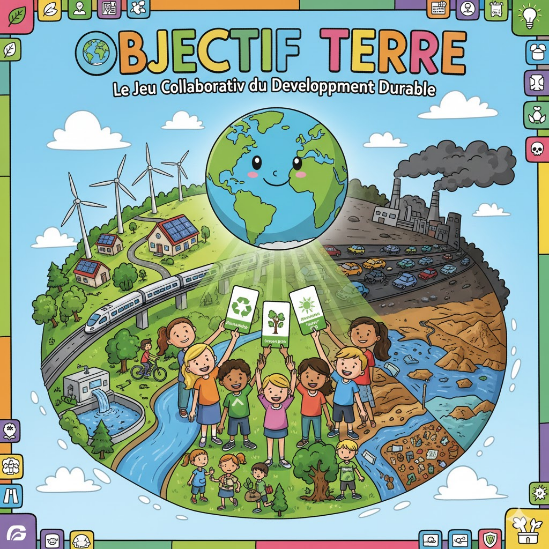 OBJECTIF TERRE
Le Jeu Collaborativ du Developpment Durable